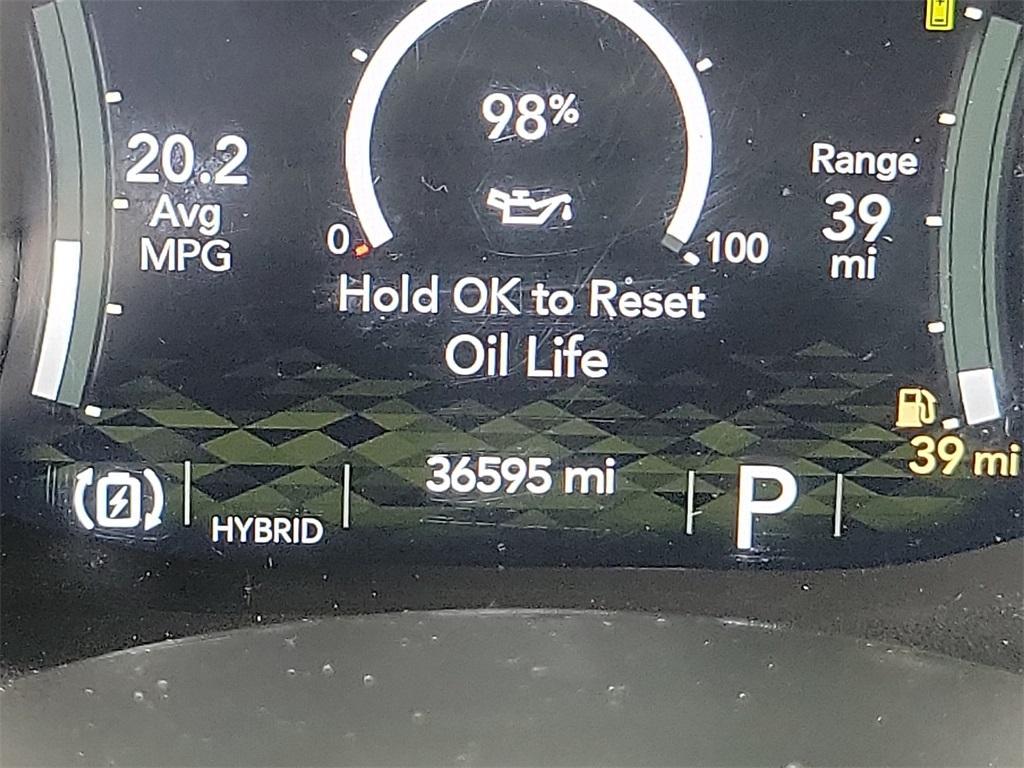 98%
20.2
Avg
MPG
Range
39
mi
0
100
Hold OK to Reset
Oil Life
39 mi
36595 mi
P
HYBRID